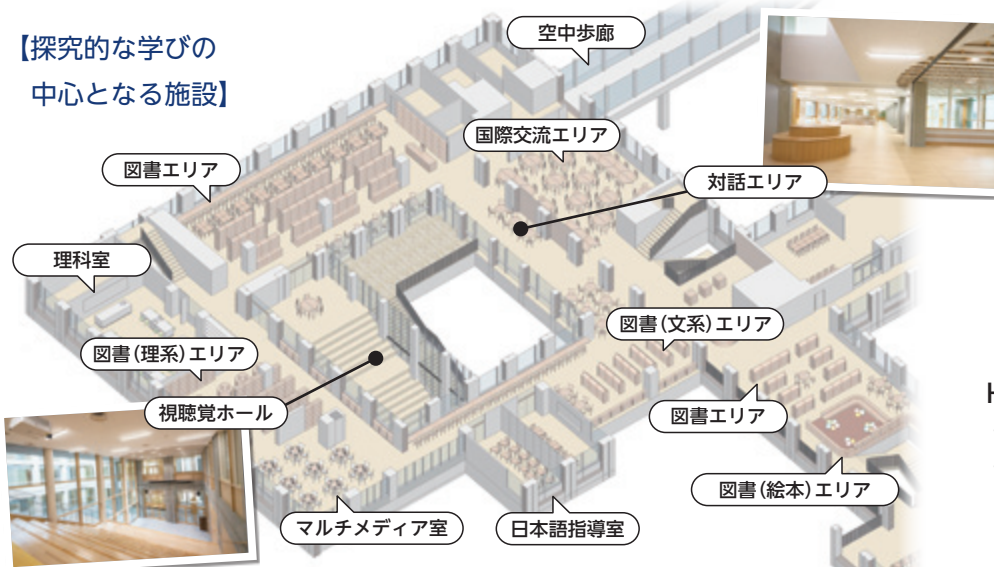 【探究的な学びの
中心となる施設】
空中歩廊
国際交流エリア
図書エリア
対話エリア
理科室
図書(文系)エリア
図書(理系)エリア
視聴覚ホール
図書エリア
図書(絵本)エリア
マルチメディア室
日本語指導室